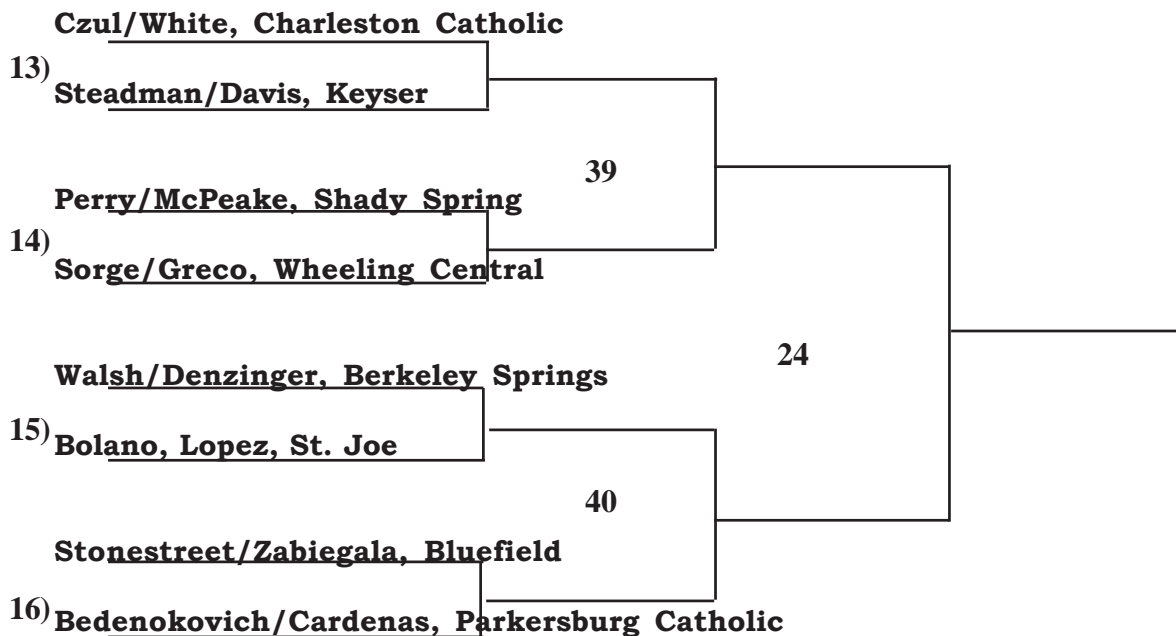 Czul/White, Charleston Catholic
13)
Steadman/Davis, Keyser
39
Perry/McPeake, Shady Spring
14)
Sorge/Greco, Wheeling Central
24
Walsh/Denzinger, Berkeley Springs
15)
Bolano, Lopez, St. Joe
40
Stonestreet/Zabiegala, Bluefield
16)
Bedenokovich/Cardenas, Parkersburg Catholic